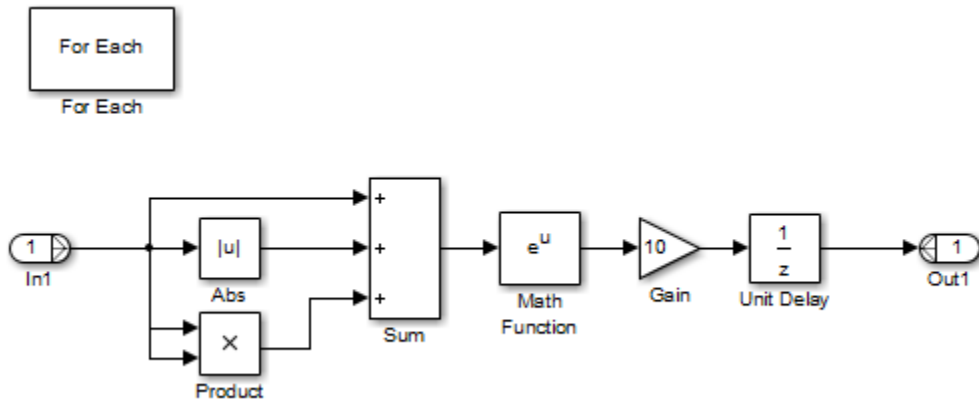 For Each
For Each
1
In1
|u|
Abs
×
Product
+
+
+
Sum
e^u
Math
Function
10
Gain
1
z
Unit Delay
1
Out1